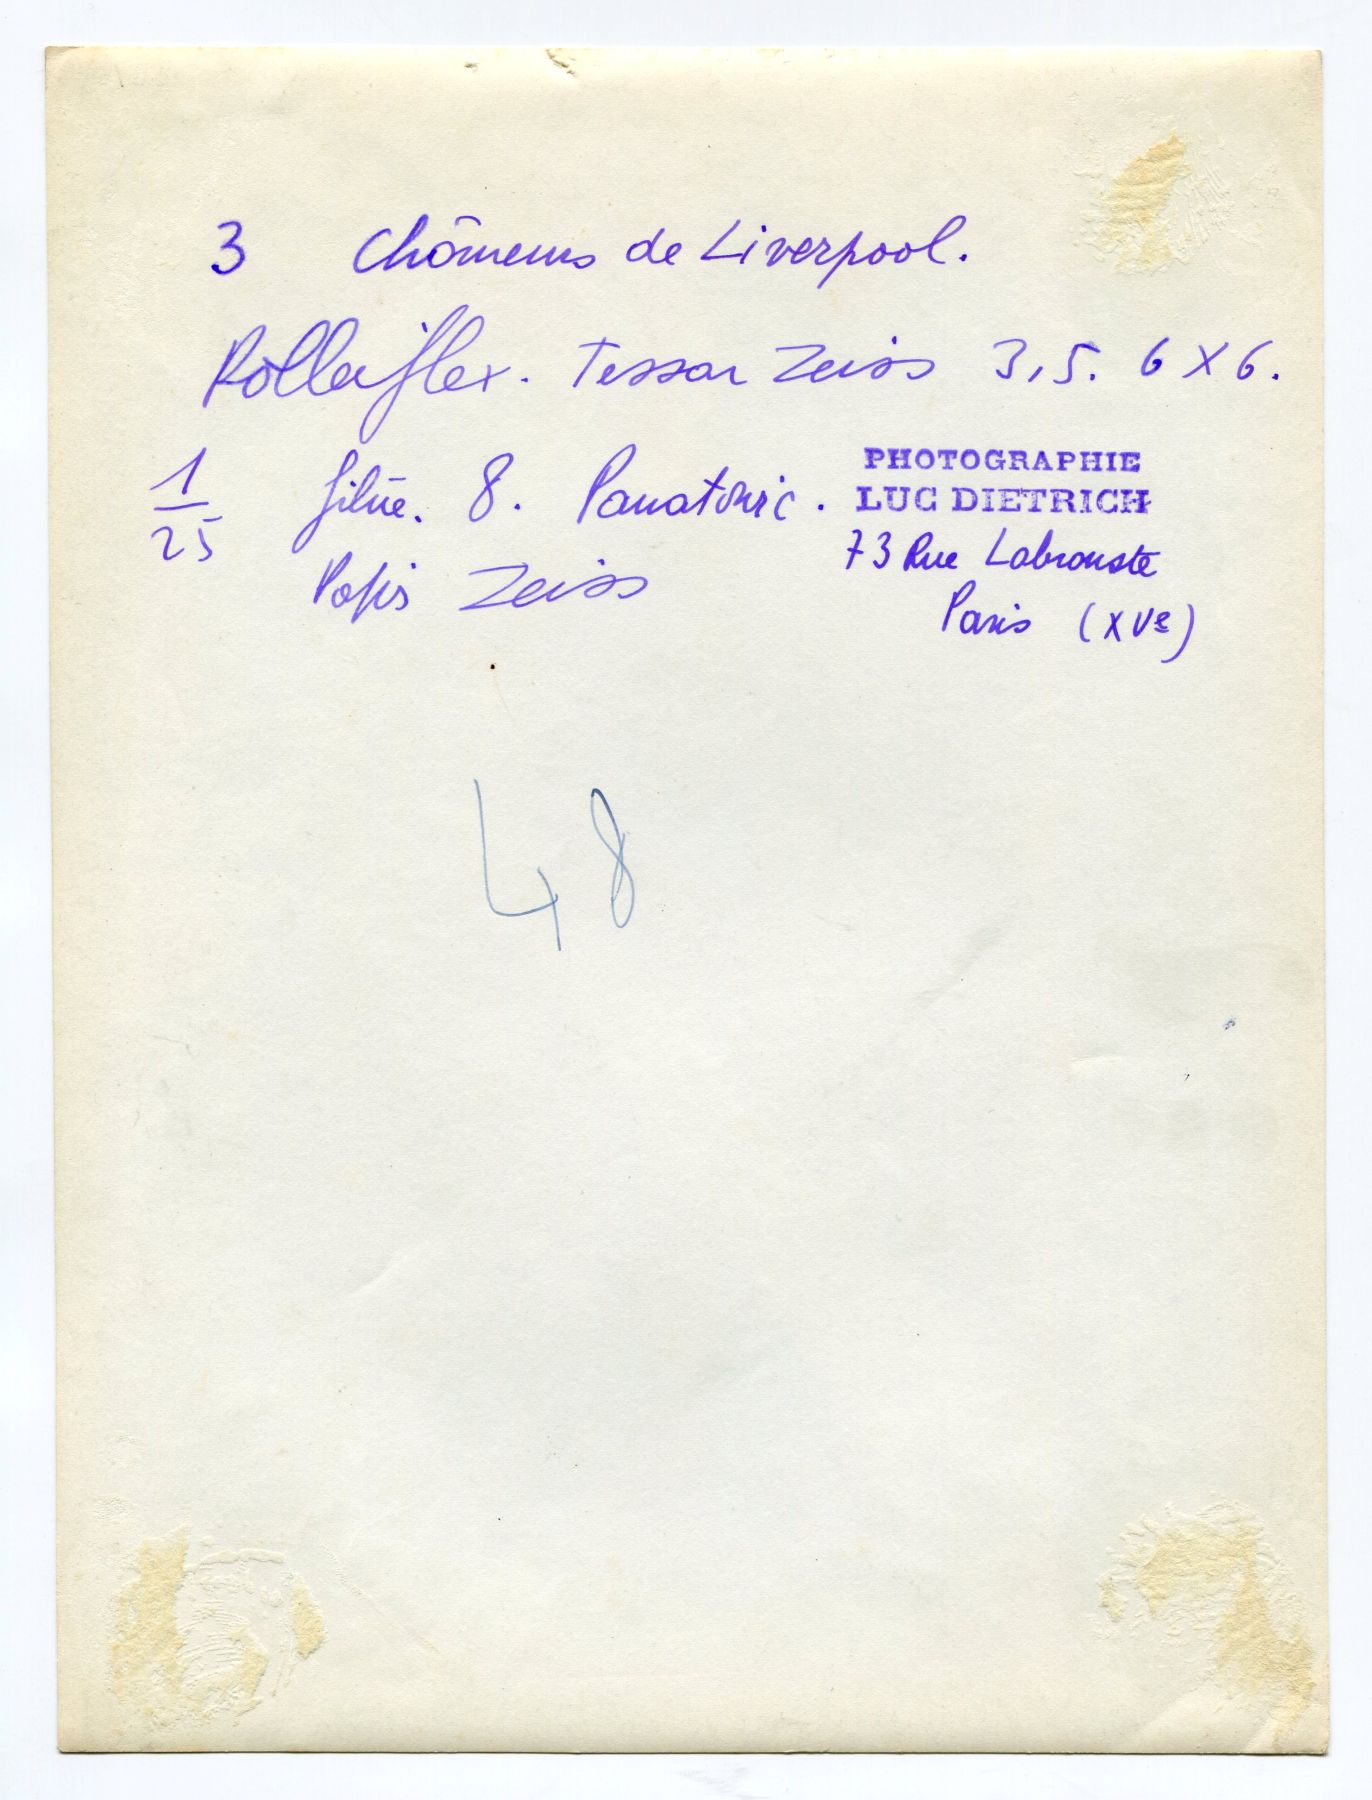 3 Chômeurs de Liverpool.
Rolleiflex. Tessar Zeiss 3,5. 6 X 6.
1/25 filtre. 8. Panatomic.
Zeiss
PHOTOGRAPHIE
LUC DIETRICH
73 Rue Labrouste
Paris (XVe)
48